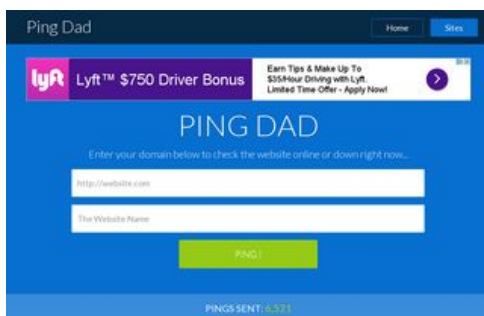 Ping Dad
Home
Sites
lyft
Lyft™ $750 Driver Bonus
Earn Tips & Make Up To
$35/Hour Driving with Lyft.
Limited Time Offer - Apply Now!
PING DAD
Enter your domain below to check the website online or down right now...
http://website.com
The Website Name
PING !
PINGS SENT: 6,521